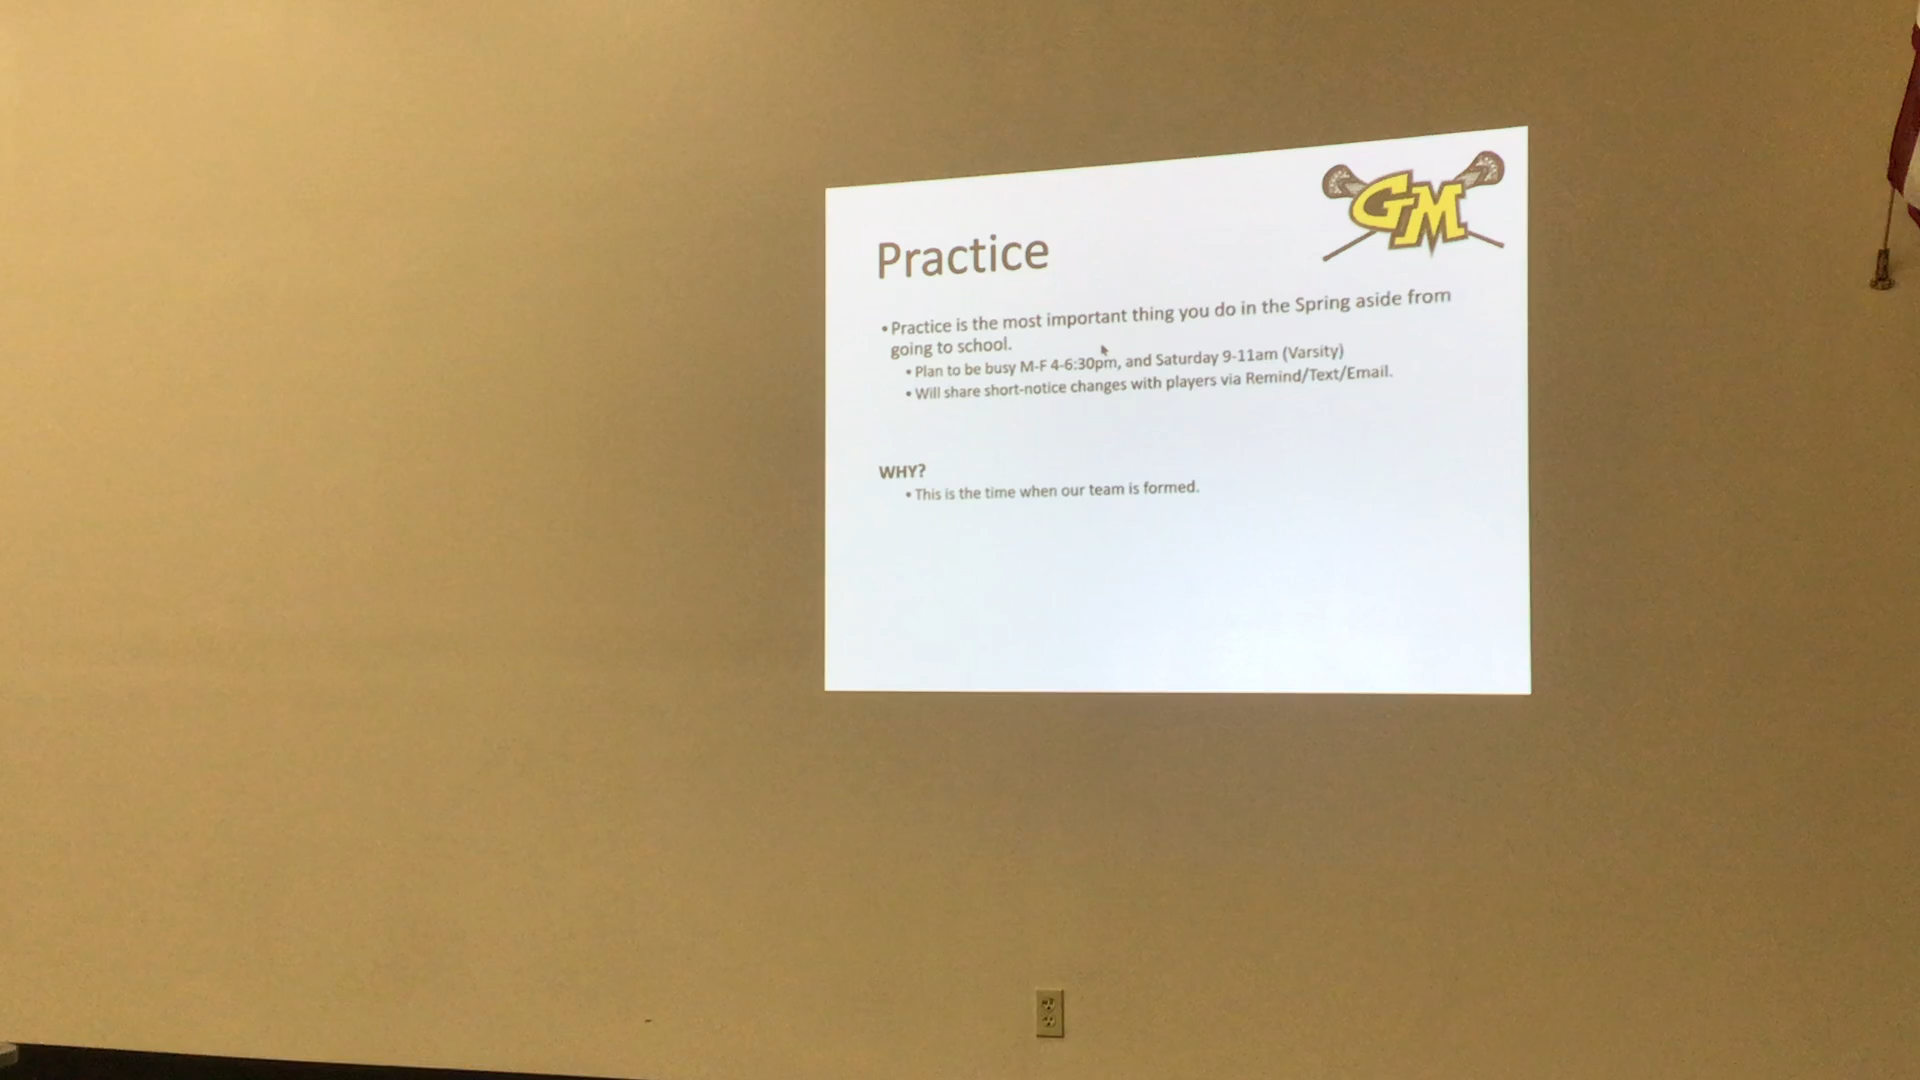 GM
Practice
• Practice is the most important thing you do in the Spring aside from
going to school.
• Plan to be busy M-F 4-6:30pm, and Saturday 9-11am (Varsity)
• Will share short-notice changes with players via Remind/Text/Email.
WHY?
• This is the time when our team is formed.